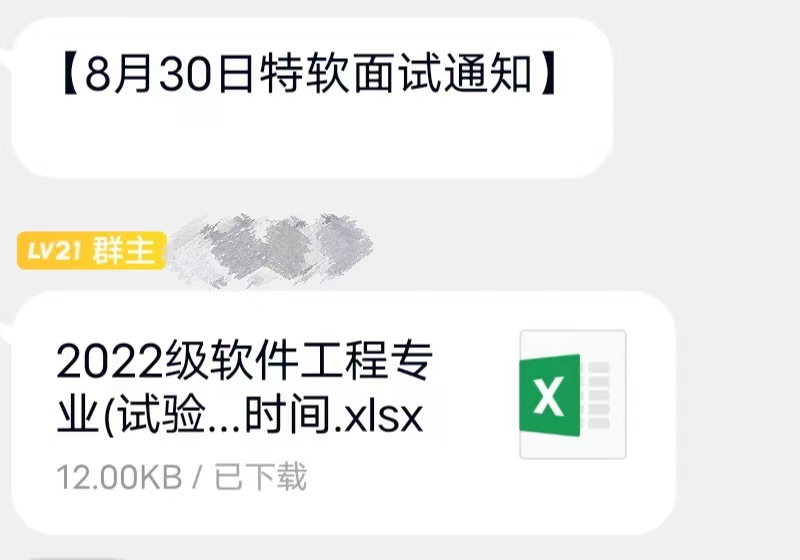 【8月30日特软面试通知】
LV21 群主
2022级软件工程专
业(试验...时间.xlsx
X
12.00KB / 已下载